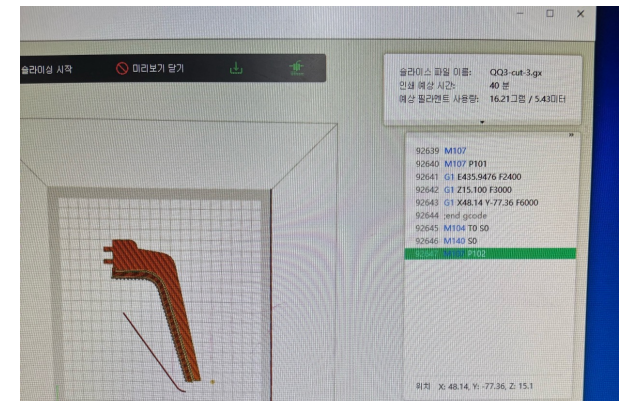 슬라이싱 시작 미리보기 닫기
슬라이스 파일 이름: QQ3-cut-3.gx
인쇄 예상 시간: 40 분
예상 필라멘트 사용량: 16.21그램 / 5.43미터
92639 M107
92640 M107 P101
92641 G1 E435.9476 F2400
92642 G1 Z15.100 F3000
92643 G1 X48.14 Y-77.36 F6000
92644 ;end gcode
92645 M104 T0 S0
92646 M140 S0
92647 P102
위치 X: 48.14, Y: -77.36, Z: 15.1